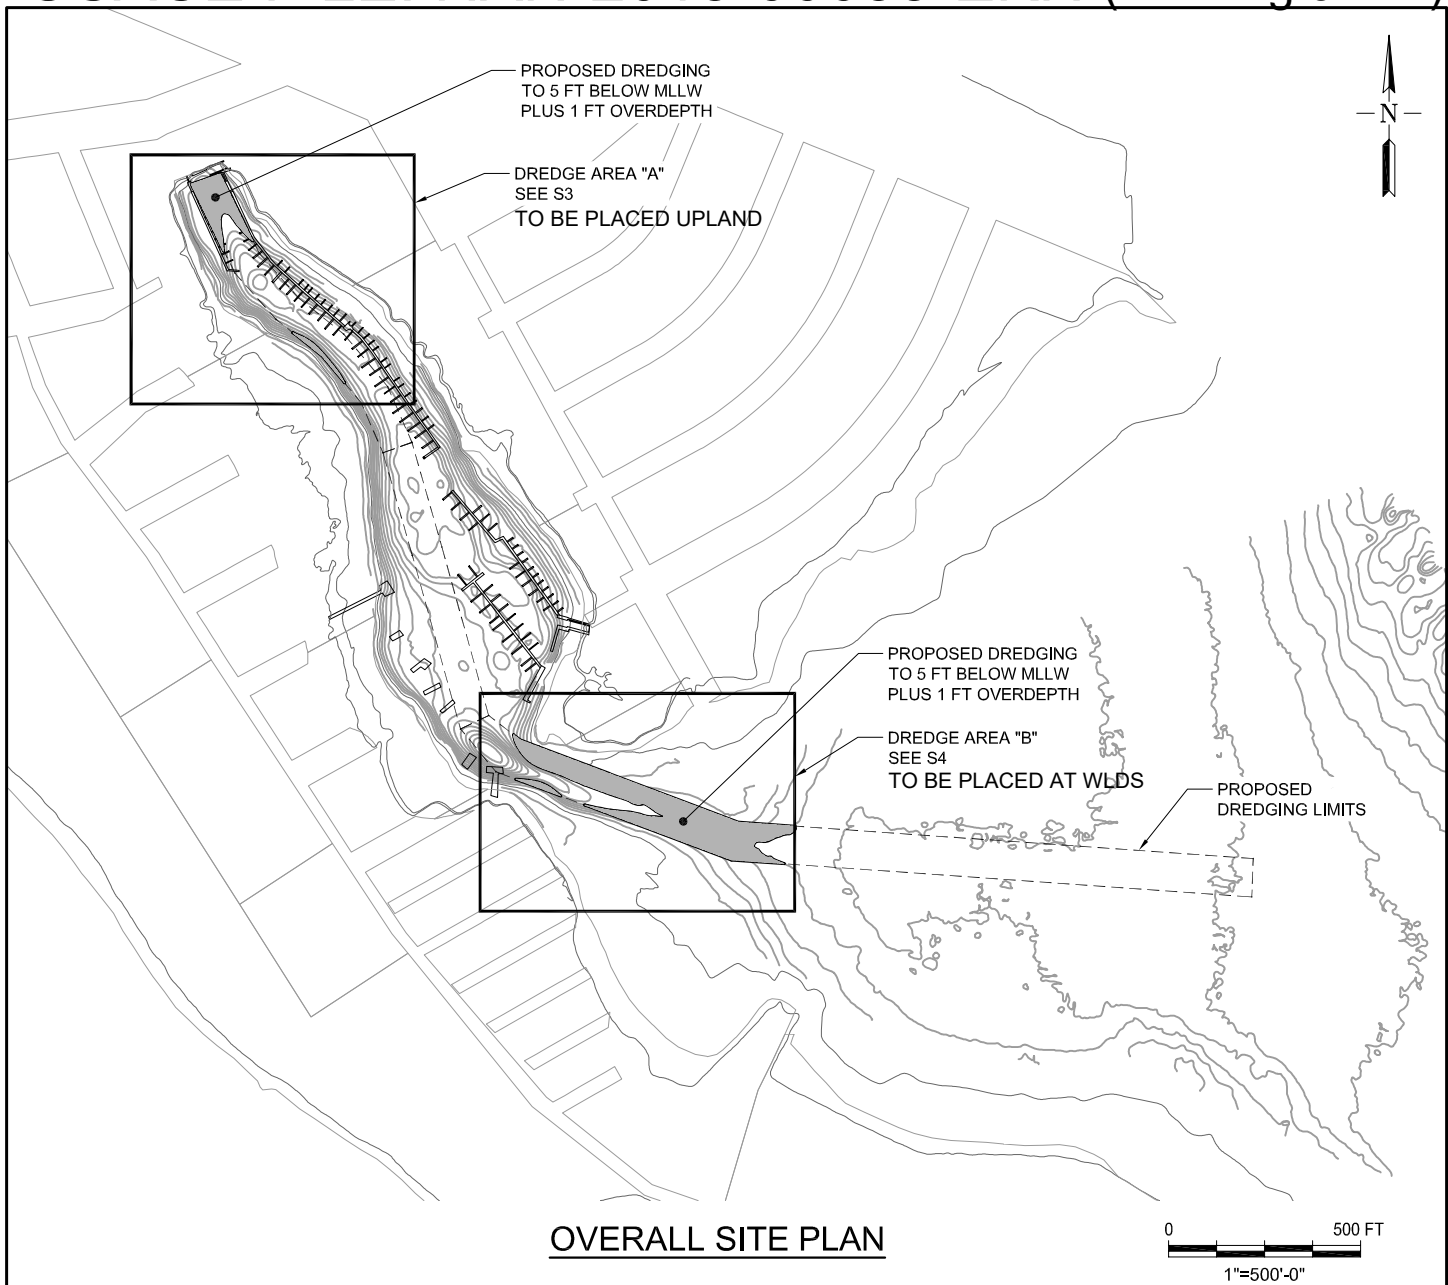 PROPOSED DREDGING
TO 5 FT BELOW MLLW
PLUS 1 FT OVERDEPTH
DREDGE AREA "A"
SEE S3
TO BE PLACED UPLAND
N
PROPOSED DREDGING
TO 5 FT BELOW MLLW
PLUS 1 FT OVERDEPTH
DREDGE AREA "B"
SEE S4
TO BE PLACED AT WLDS
PROPOSED
DREDGING LIMITS
OVERALL SITE PLAN
0 500 FT
1"=500'-0"